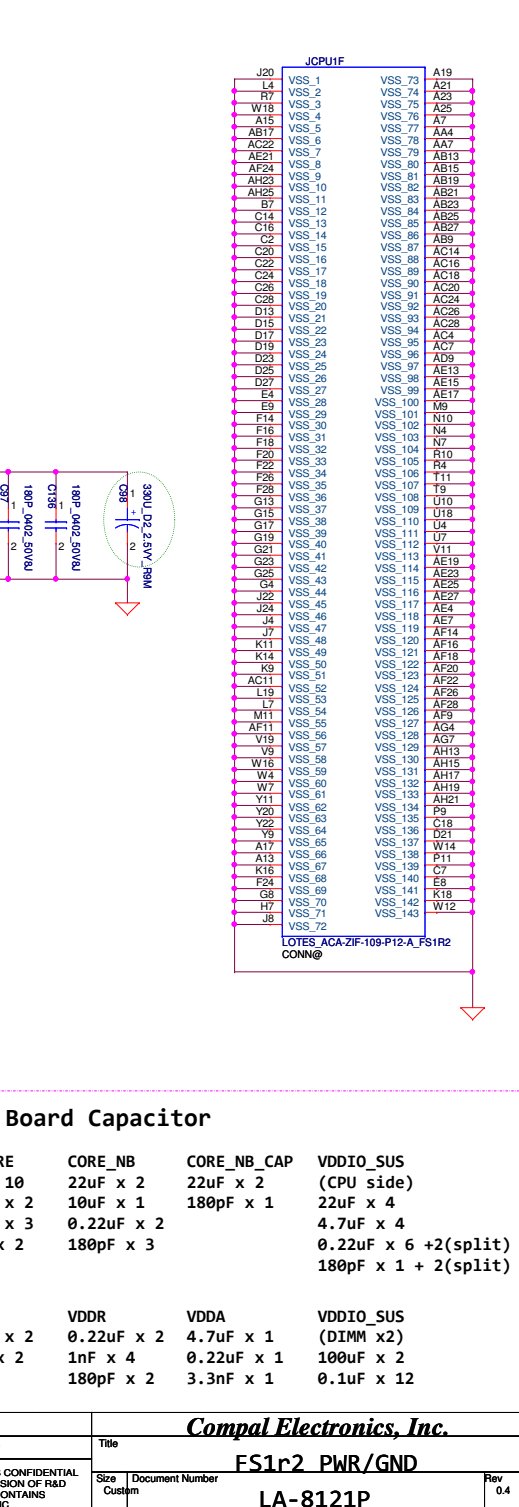 JCPU1F
J20 VSS_1 VSS_73 A19
L4 VSS_2 VSS_74 A21
R7 VSS_3 VSS_75 A23
W18 VSS_4 VSS_76 A25
A15 VSS_5 VSS_77 A7
AB17 VSS_6 VSS_78 AA4
AC22 VSS_7 VSS_79 AA7
AE21 VSS_8 VSS_80 AB13
AF24 VSS_9 VSS_81 AB15
AH23 VSS_10 VSS_82 AB19
AH25 VSS_11 VSS_83 AB21
B7 VSS_12 VSS_84 AB23
C14 VSS_13 VSS_85 AB25
C16 VSS_14 VSS_86 AB27
C2 VSS_15 VSS_87 AB9
C20 VSS_16 VSS_88 AC14
C22 VSS_17 VSS_89 AC16
C24 VSS_18 VSS_90 AC18
C26 VSS_19 VSS_91 AC20
C28 VSS_20 VSS_92 AC24
D13 VSS_21 VSS_93 AC26
D15 VSS_22 VSS_94 AC28
D17 VSS_23 VSS_95 AC4
D19 VSS_24 VSS_96 AC7
D23 VSS_25 VSS_97 AD9
D25 VSS_26 VSS_98 AE13
D27 VSS_27 VSS_99 AE15
E4 VSS_28 VSS_100 AE17
E9 VSS_29 VSS_101 M9
F14 VSS_30 VSS_102 N10
F16 VSS_31 VSS_103 N4
F18 VSS_32 VSS_104 N7
F20 VSS_33 VSS_105 R10
F22 VSS_34 VSS_106 R4
F26 VSS_35 VSS_107 T11
F28 VSS_36 VSS_108 T9
G13 VSS_37 VSS_109 U10
G15 VSS_38 VSS_110 U18
G17 VSS_39 VSS_111 U4
G19 VSS_40 VSS_112 U7
G21 VSS_41 VSS_113 V11
G23 VSS_42 VSS_114 AE19
G25 VSS_43 VSS_115 AE23
G4 VSS_44 VSS_116 AE25
J22 VSS_45 VSS_117 AE27
J24 VSS_46 VSS_118 AE4
J4 VSS_47 VSS_119 AE7
J7 VSS_48 VSS_120 AF14
K11 VSS_49 VSS_121 AF16
K14 VSS_50 VSS_122 AF18
K9 VSS_51 VSS_123 AF20
AC11 VSS_52 VSS_124 AF22
L19 VSS_53 VSS_125 AF26
L7 VSS_54 VSS_126 AF28
M11 VSS_55 VSS_127 AF9
AF11 VSS_56 VSS_128 AG4
V19 VSS_57 VSS_129 AG7
V9 VSS_58 VSS_130 AH13
W16 VSS_59 VSS_131 AH15
W4 VSS_60 VSS_132 AH17
W7 VSS_61 VSS_133 AH19
Y11 VSS_62 VSS_134 AH21
Y20 VSS_63 VSS_135 P9
Y22 VSS_64 VSS_136 C18
Y9 VSS_65 VSS_137 D21
A17 VSS_66 VSS_138 W14
A13 VSS_67 VSS_139 P11
K16 VSS_68 VSS_140 C7
F24 VSS_69 VSS_141 E8
G8 VSS_70 VSS_142 K18
H7 VSS_71 VSS_143 W12
J8 VSS_72
LOTES_ACA-ZIF-109-P12-A_FS1R2
CONN@
C97
1 2
180P_0402_50V8J
C136
1 2
180P_0402_50V8J
C98
1 + 2
330U_D2_2.5VY_R9M
Board Capacitor
RE CORE_NB CORE_NB_CAP VDDIO_SUS
10 22uF x 2 22uF x 2 (CPU side)
x 2 10uF x 1 180pF x 1 22uF x 4
x 3 0.22uF x 2 4.7uF x 4
x 2 180pF x 3 0.22uF x 6 +2(split)
180pF x 1 + 2(split)
VDDR VDDA VDDIO_SUS
x 2 0.22uF x 2 4.7uF x 1 (DIMM x2)
x 2 1nF x 4 0.22uF x 1 100uF x 2
180pF x 2 3.3nF x 1 0.1uF x 12
Compal Electronics, Inc.
Title
FS1r2 PWR/GND
CONFIDENTIAL
SION OF R&D
ONTAINS
Size Document Number Rev
Custom LA-8121P 0.4